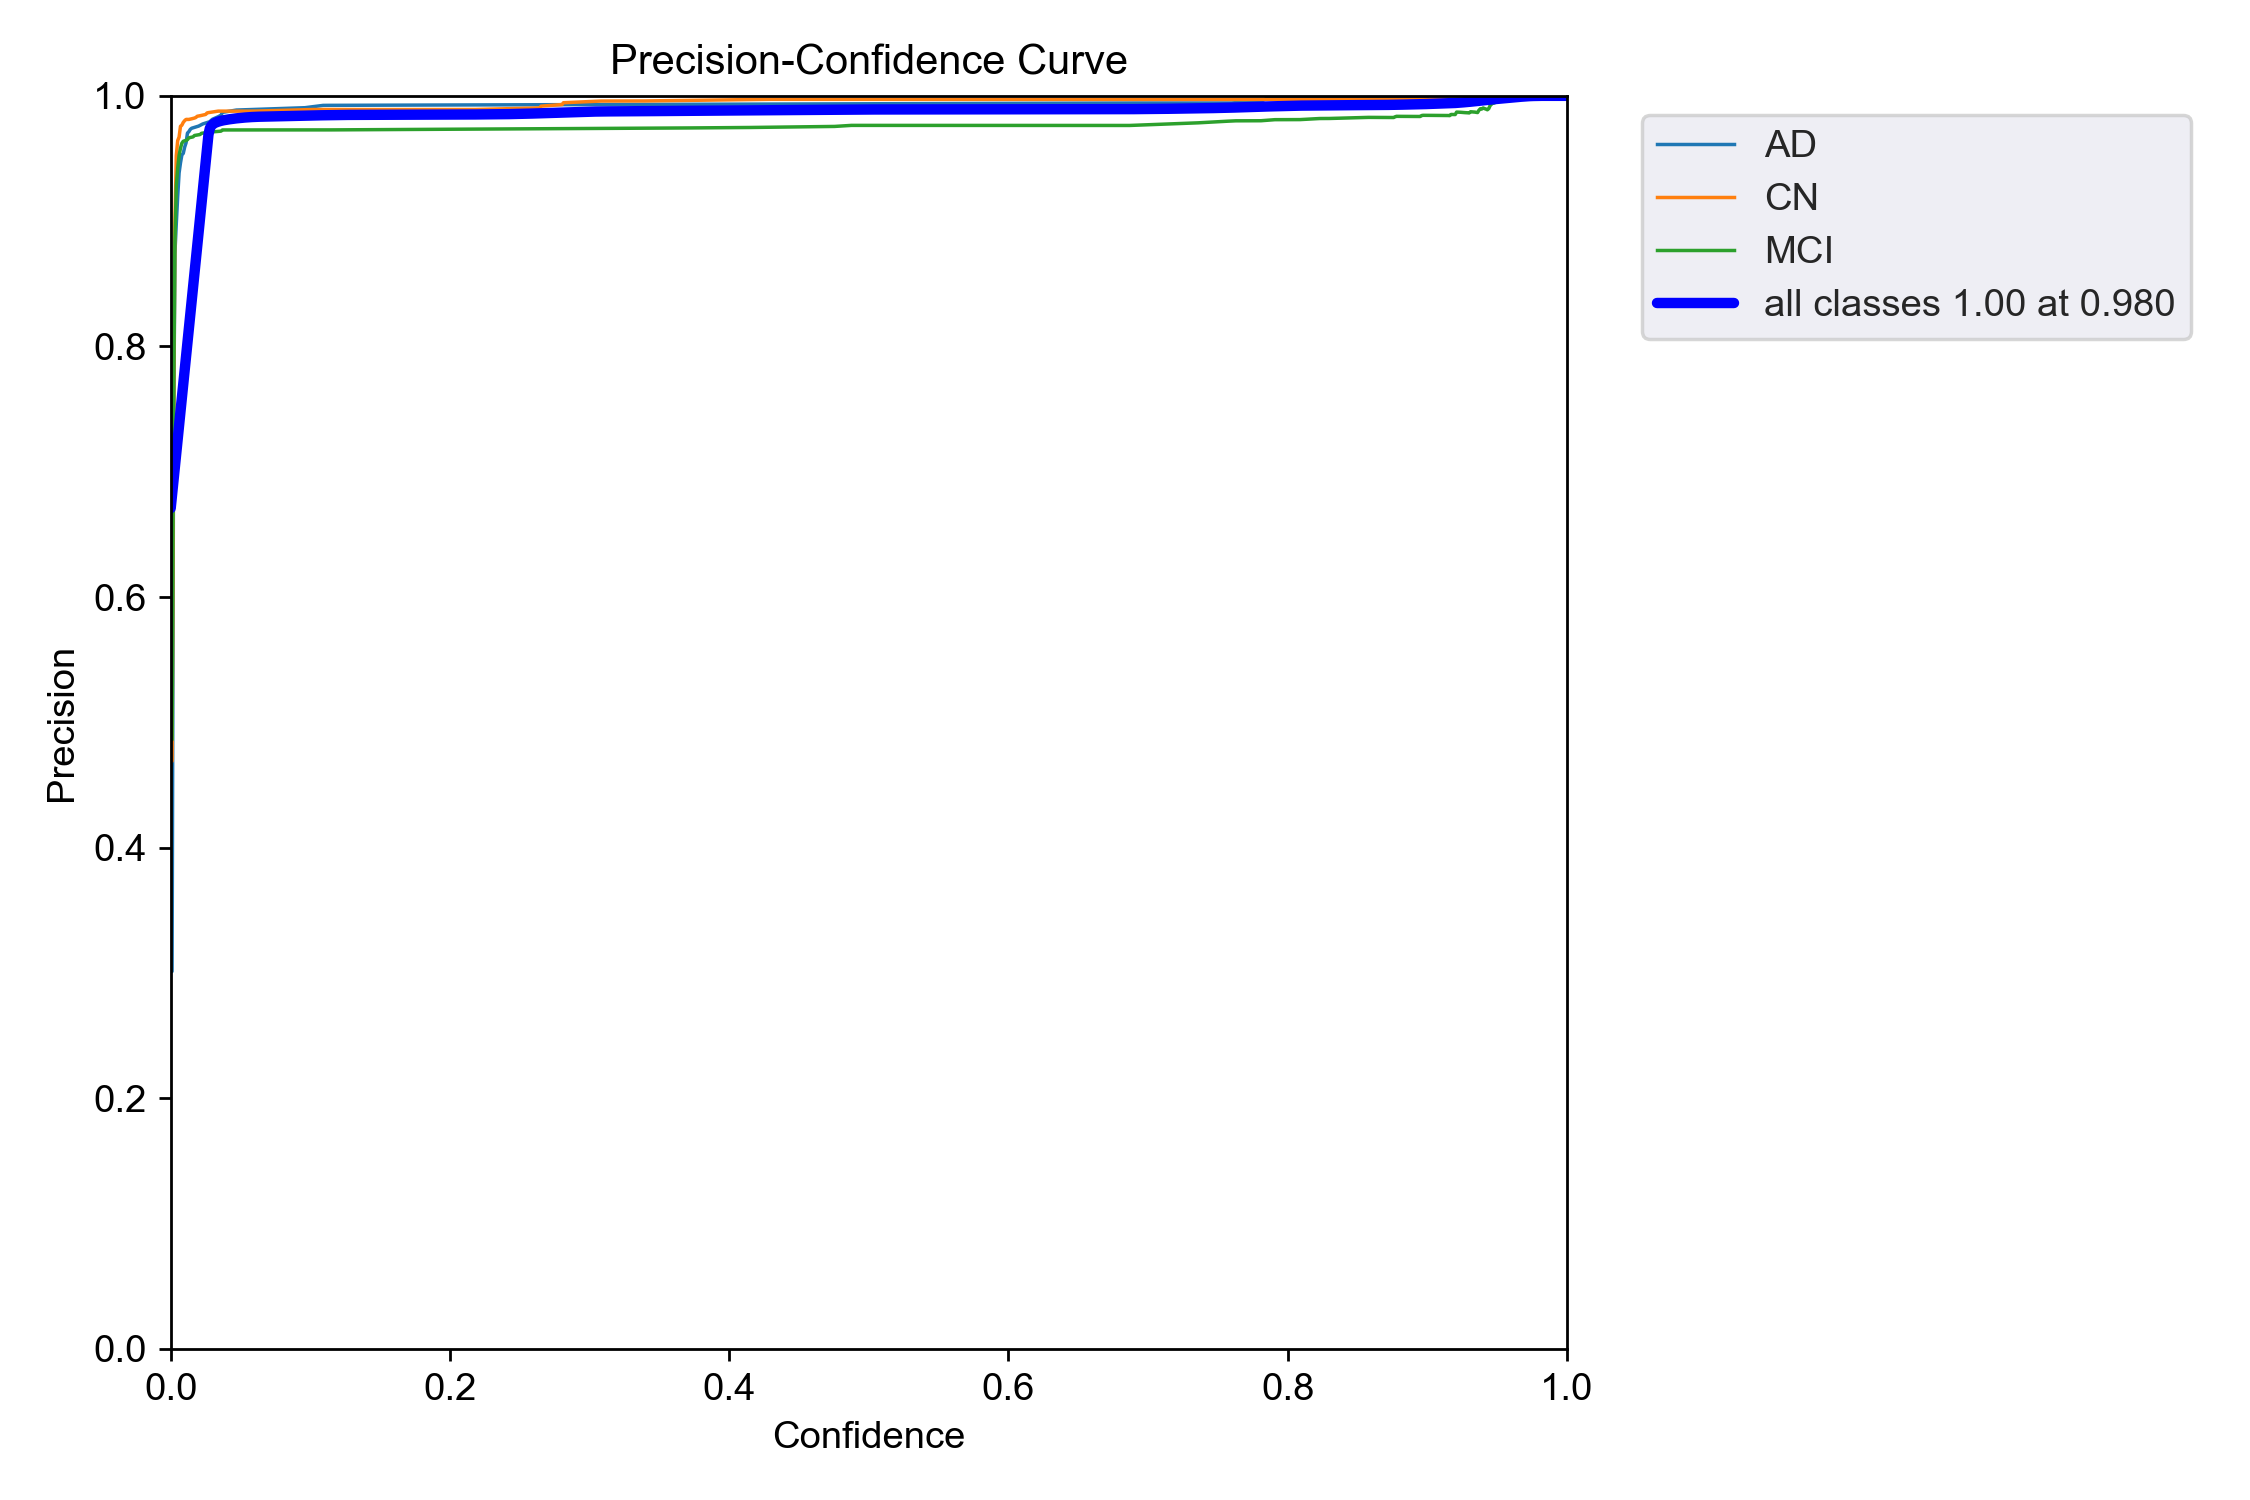 Precision-Confidence Curve
1.0
0.8
0.6
0.4
0.2
0.0
Precision
0.0 0.2 0.4 0.6 0.8 1.0
Confidence
AD
CN
MCI
all classes 1.00 at 0.980